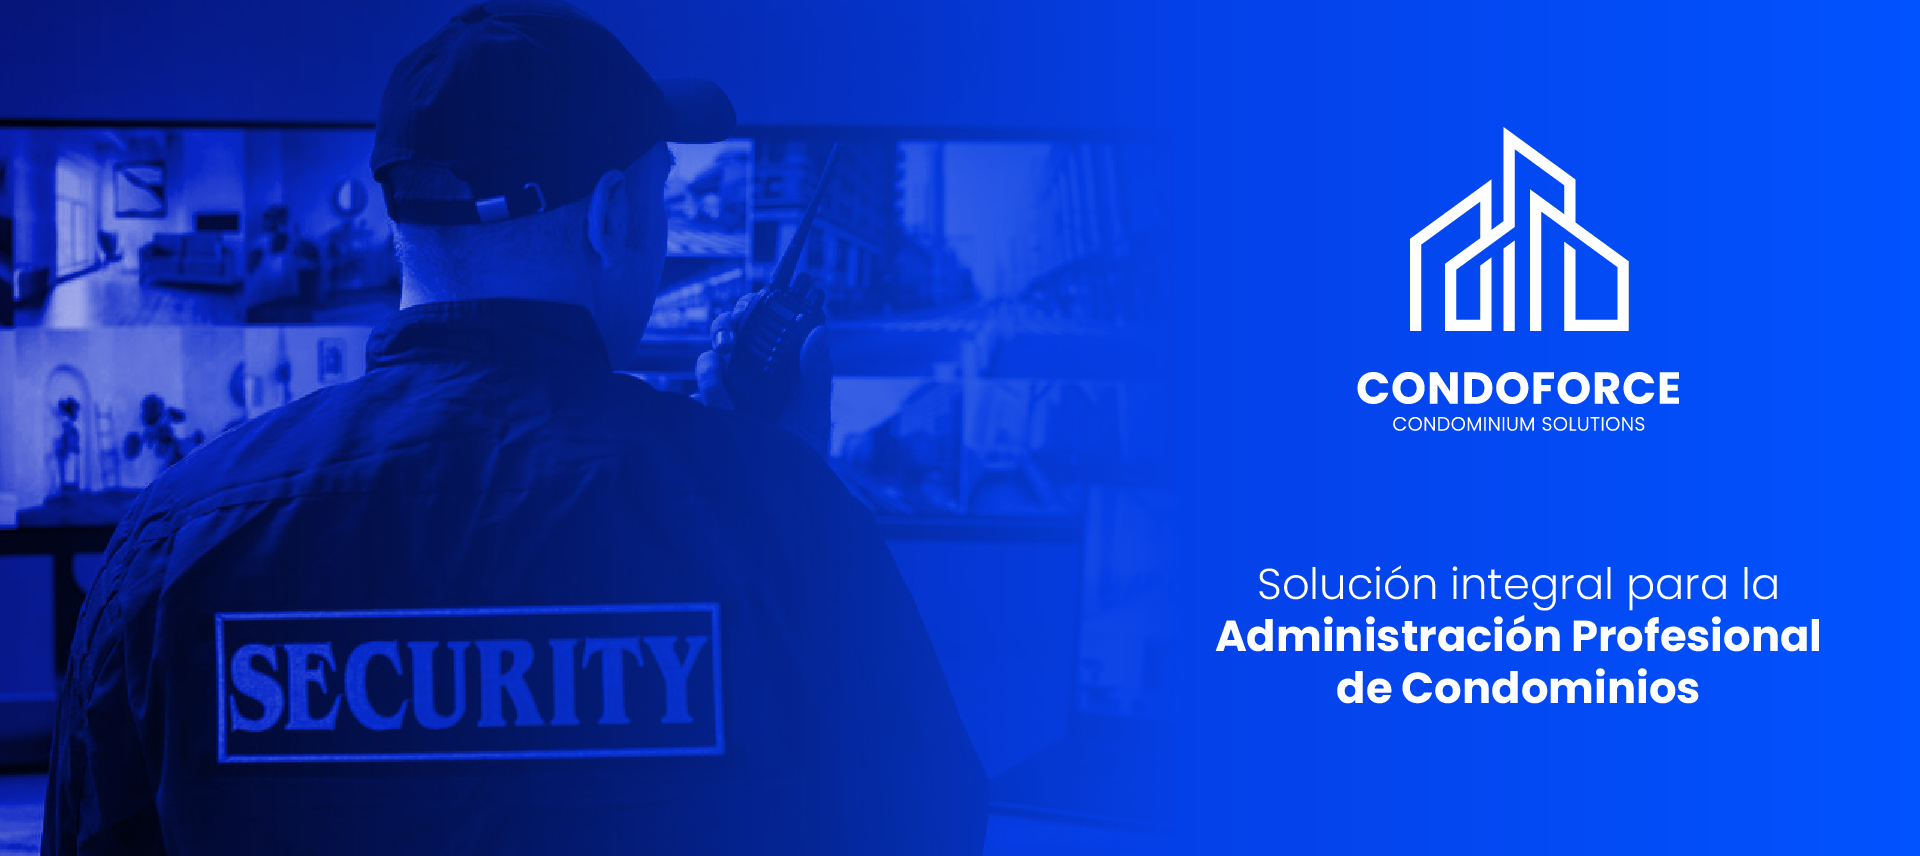 SECURITY
CONDOFORCE
CONDOMINIUM SOLUTIONS
Solución integral para la
Administración Profesional
de Condominios